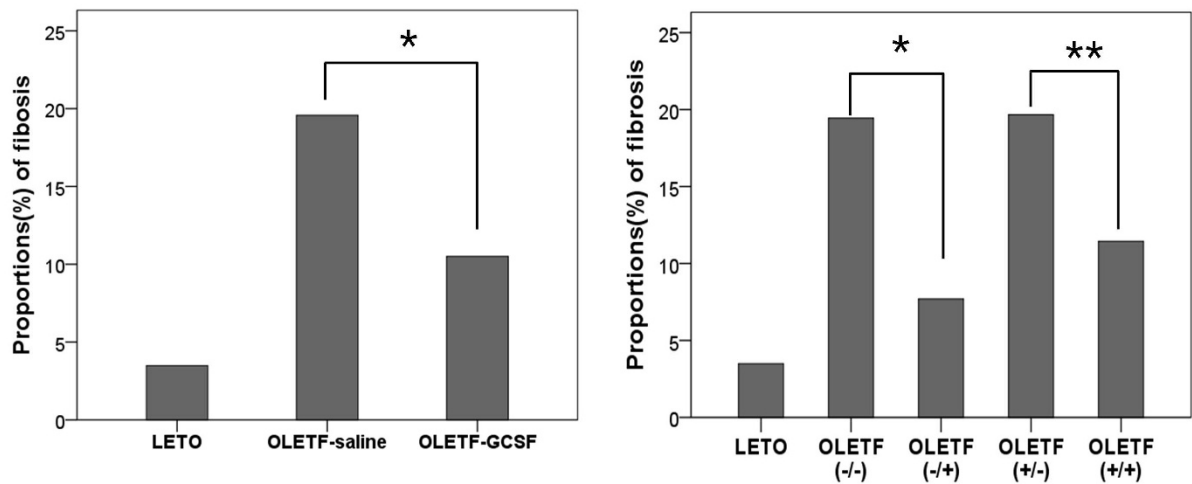 Proportions(%) of fibosis
25
20
15
10
5
0
*
LETO
OLETF-saline
OLETF-GCSF
Proportions(%) of fibrosis
25
20
15
10
5
0
*
**
LETO
OLETF
(-/-)
OLETF
(-/+)
OLETF
(+/-)
OLETF
(+/+)